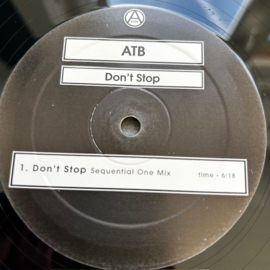 ATB
Don't Stop
1. Don't Stop Sequential One Mix time - 6:18